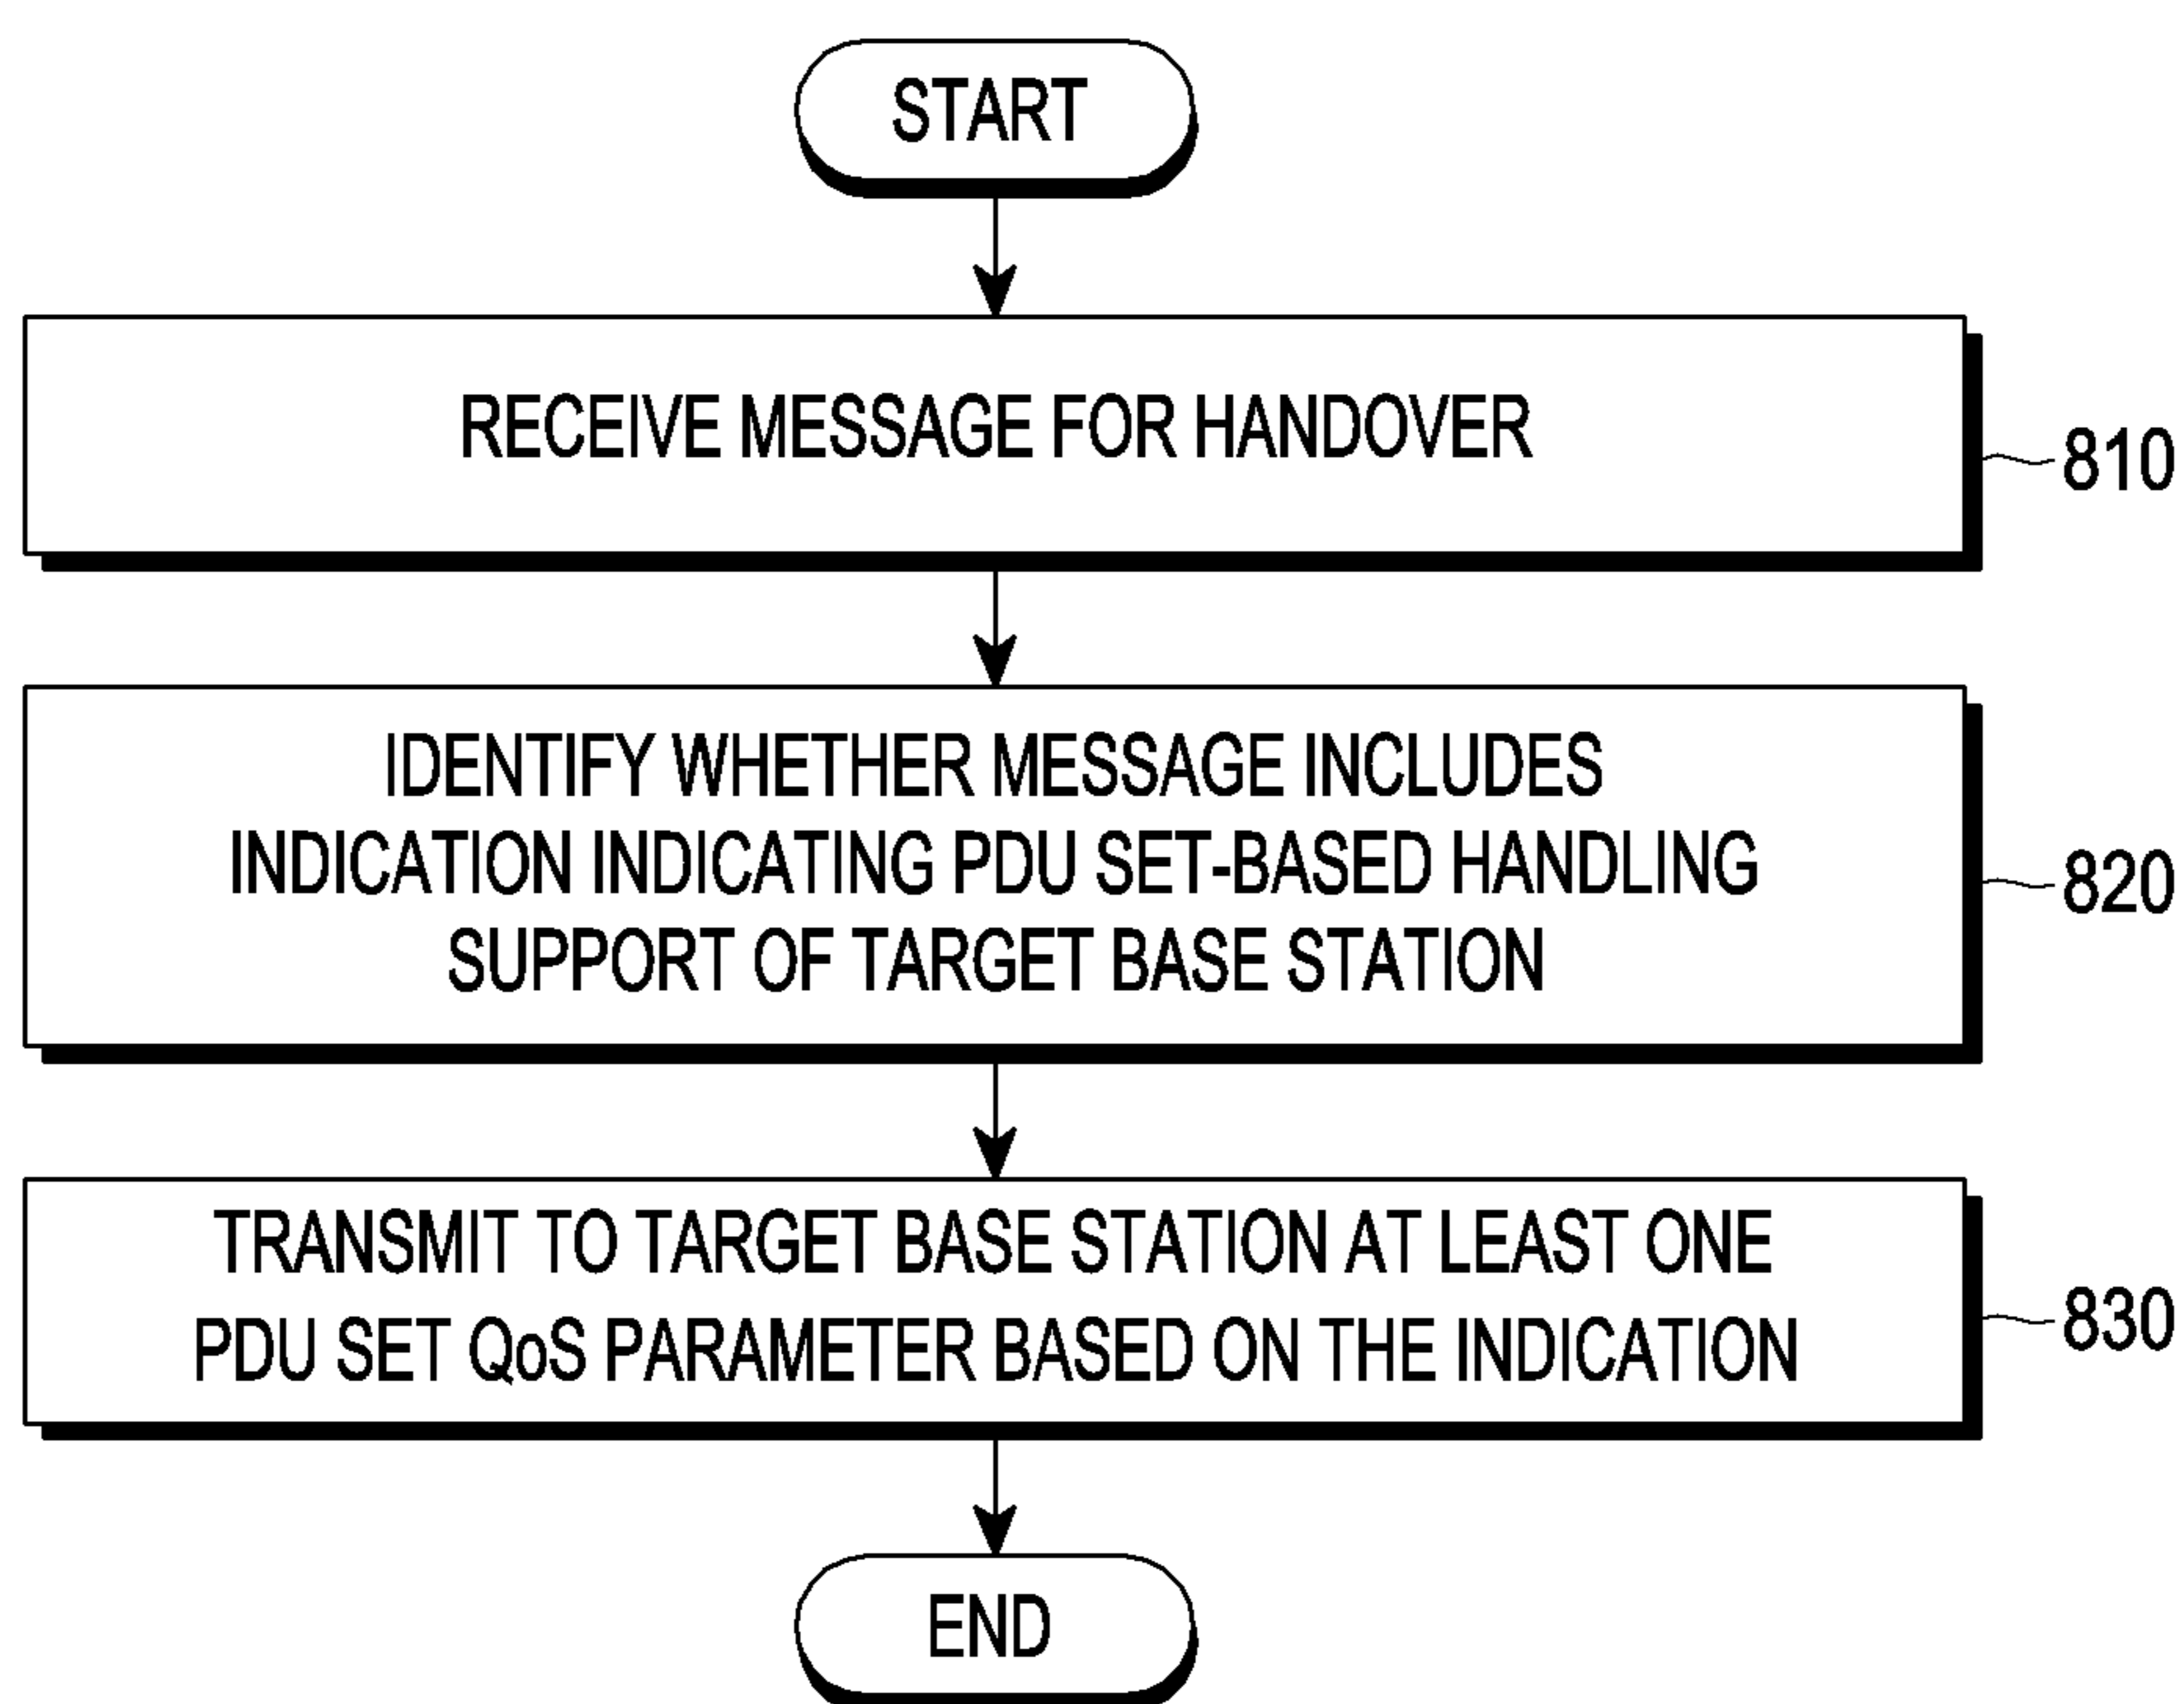 START
RECEIVE MESSAGE FOR HANDOVER
810
IDENTIFY WHETHER MESSAGE INCLUDES
INDICATION INDICATING PDU SET-BASED HANDLING
SUPPORT OF TARGET BASE STATION
820
TRANSMIT TO TARGET BASE STATION AT LEAST ONE
PDU SET QoS PARAMETER BASED ON THE INDICATION
830
END